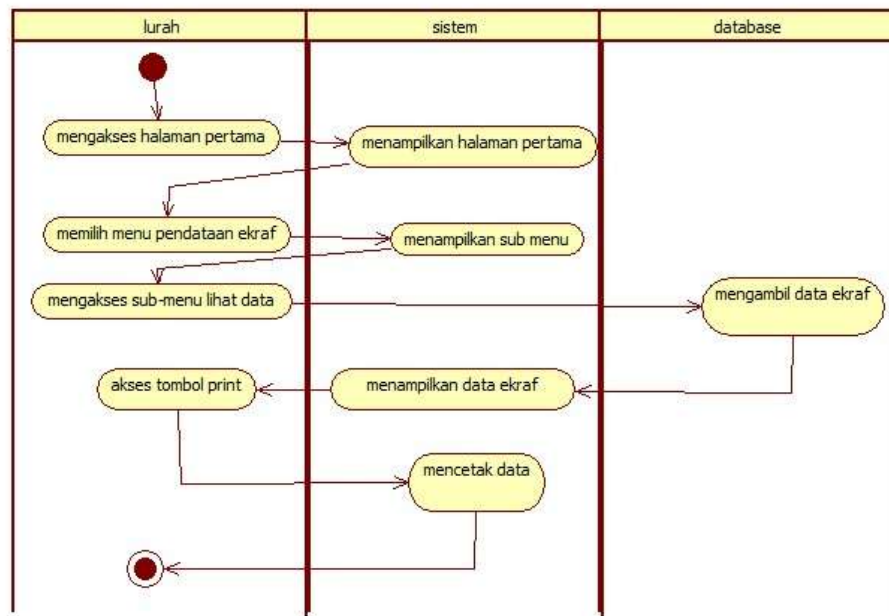 lurah
sistem
database
mengakses halaman pertama
menampilkan halaman pertama
memilih menu pendataan ekraf
menampilkan sub menu
mengakses sub-menu lihat data
mengambil data ekraf
akses tombol print
menampilkan data ekraf
mencetak data